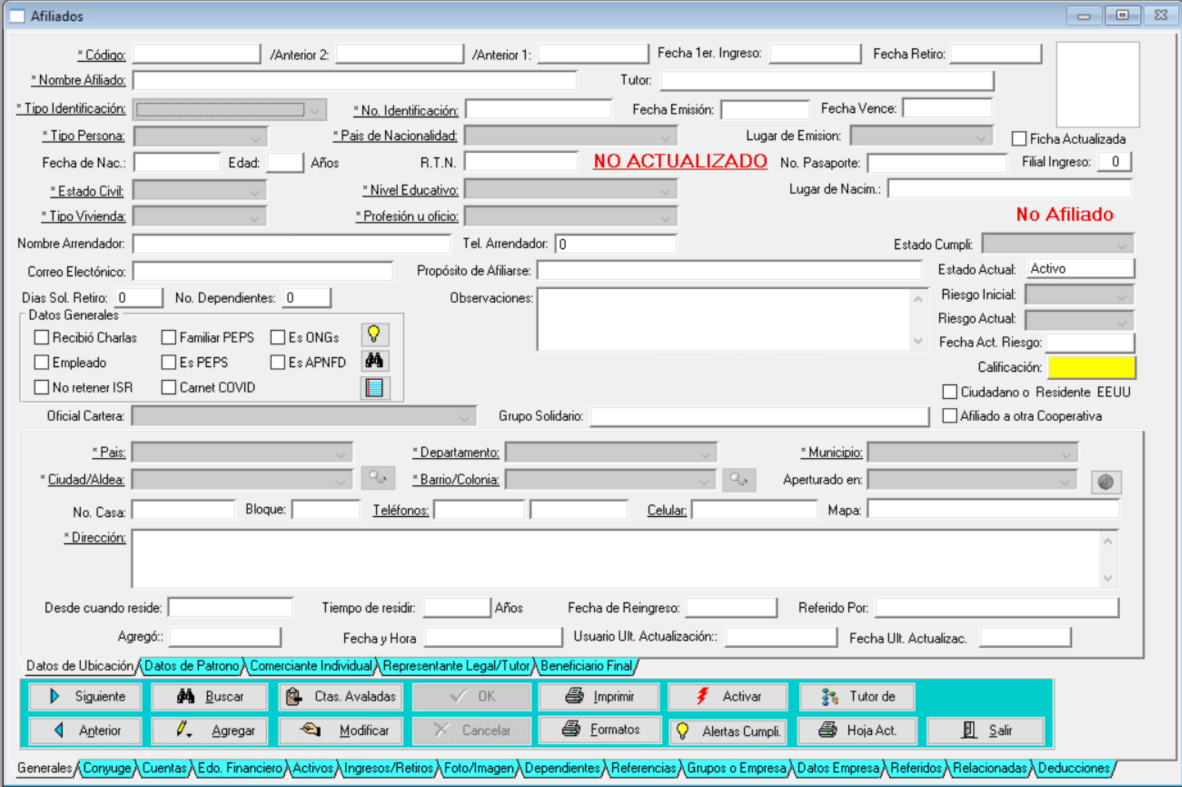 Afiliados
* Código: /Anterior 2: /Anterior 1: Fecha 1er. Ingreso: Fecha Retiro:
* Nombre Afiliado: Tutor:
* Tipo Identificación: * No. Identificación: Fecha Emisión: Fecha Vence:
* Tipo Persona: * Pais de Nacionalidad: Lugar de Emision: Ficha Actualizada
Fecha de Nac.: Edad: Años R.T.N. NO ACTUALIZADO No. Pasaporte: Filial Ingreso: 0
* Estado Civil: * Nivel Educativo: Lugar de Nacim.:
* Tipo Vivienda: * Profesión u oficio: No Afiliado
Nombre Arrendador: Tel. Arrendador: 0 Estado Cumpli:
Correo Electónico: Propósito de Afiliarse: Estado Actual: Activo
Dias Sol. Retiro: 0 No. Dependientes: 0 Observaciones: Riesgo Inicial:
Datos Generales Riesgo Actual:
Recibió Charlas Familiar PEPS Es ONGs Fecha Act. Riesgo:
Empleado Es PEPS Es APNFD Calificación:
No retener ISR Carnet COVID Ciudadano o Residente EEUU
Oficial Cartera: Grupo Solidario: Afiliado a otra Cooperativa
* Pais: * Departamento: * Municipio:
* Ciudad/Aldea: * Barrio/Colonia: Aperturado en:
No. Casa: Bloque: Teléfonos: Celular: Mapa:
* Dirección:
Desde cuando reside: Tiempo de residir: Años Fecha de Reingreso: Referido Por:
Agregó:: Fecha y Hora Usuario Ult. Actualización:: Fecha Ult. Actualizac.
Datos de Ubicación Datos de Patrono Comerciante Individual Representante Legal/Tutor Beneficiario Final
Siguiente Buscar Ctas. Avaladas OK Imprimir Activar Tutor de
Anterior Agregar Modificar Cancelar Formatos Alertas Cumpli. Hoja Act. Salir
Generales Conyuge Cuentas Edo. Financiero Activos Ingresos/Retiros Foto/Imagen Dependientes Referencias Grupos o Empresa Datos Empresa Referidos Relacionadas Deducciones